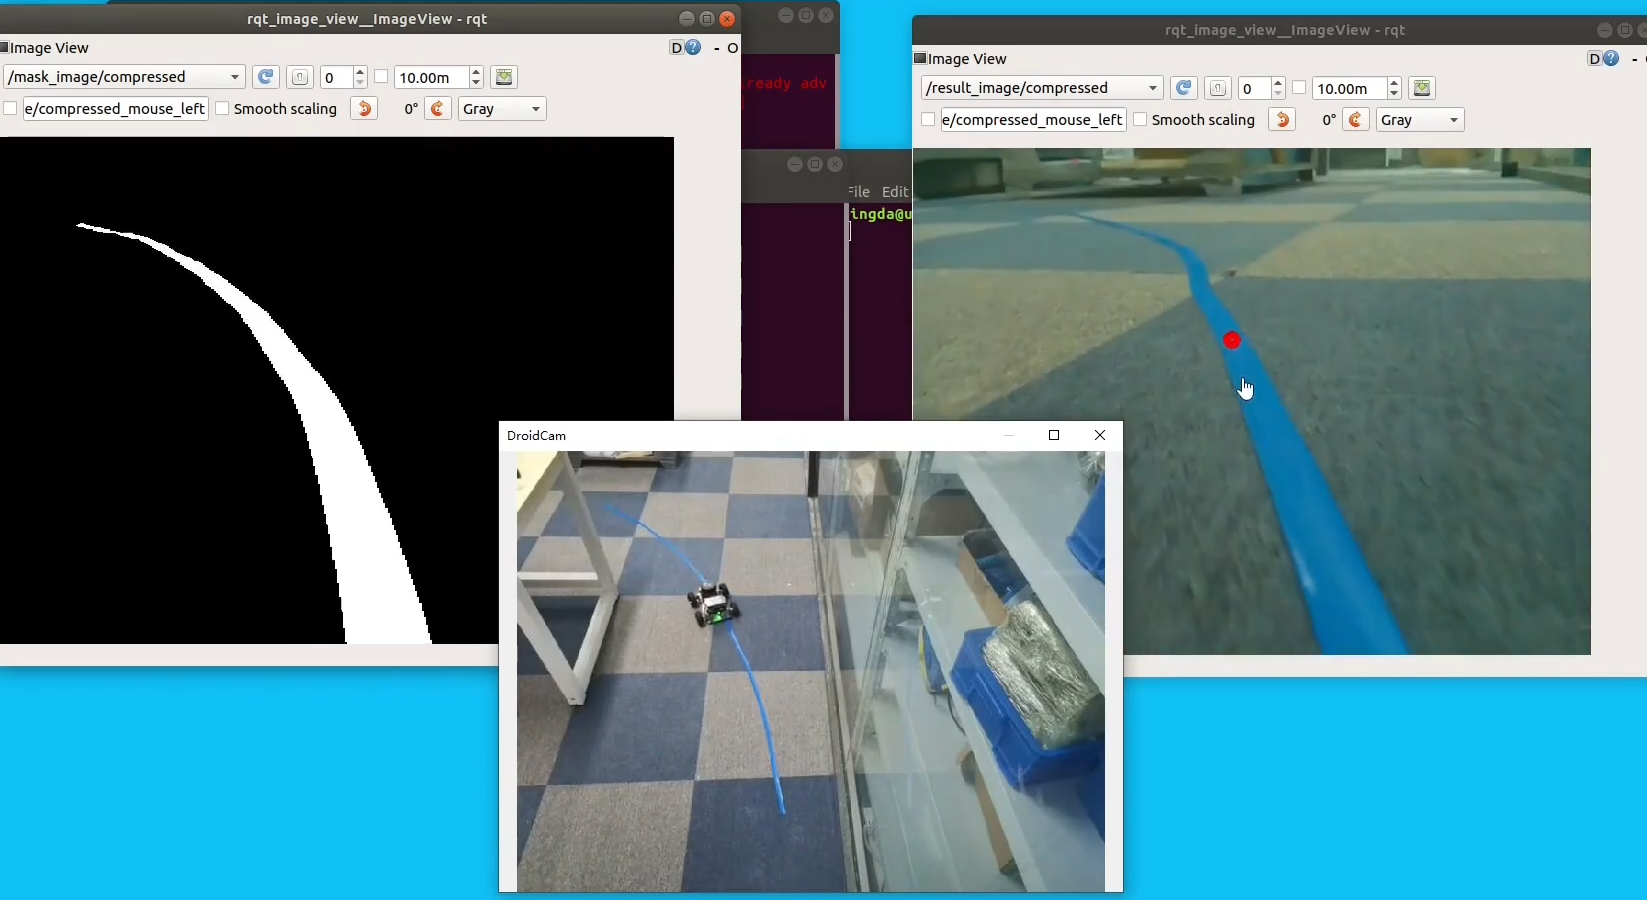 rqt_image_view__ImageView - rqt
Image View
D
- O
/mask_image/compressed
0
10.00m
e/compressed_mouse_left
Smooth scaling
0°
Gray
ready adv
File Edit
ingda@u
rqt_image_view__ImageView - rqt
Image View
D
-
/result_image/compressed
0
10.00m
e/compressed_mouse_left
Smooth scaling
0°
Gray
DroidCam